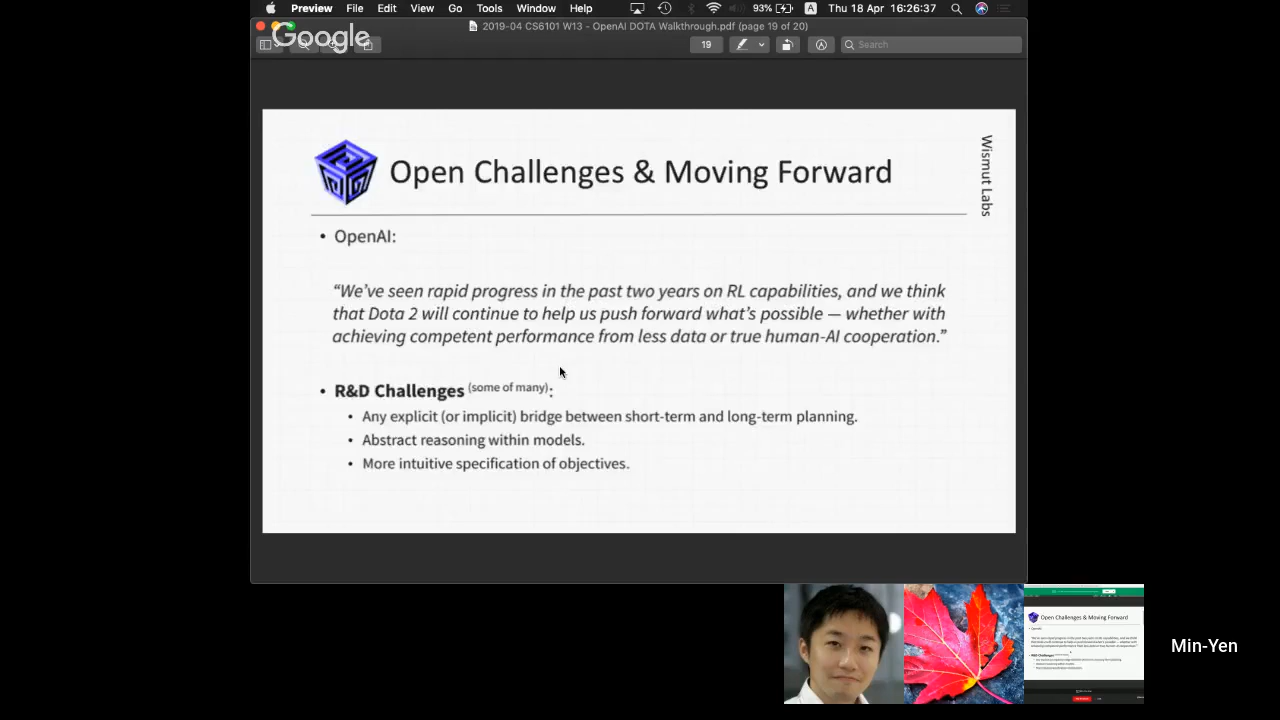 Preview File Edit View Go Tools Window Help 93% A Thu 18 Apr 16:26:37
2019-04 CS6101 W13 - OpenAI DOTA Walkthrough.pdf (page 19 of 20)
Google
19
Search
Open Challenges & Moving Forward
Wismut Labs
• OpenAI:
“We’ve seen rapid progress in the past two years on RL capabilities, and we think
that Dota 2 will continue to help us push forward what’s possible — whether with
achieving competent performance from less data or true human-AI cooperation.”
• R&D Challenges (some of many):
• Any explicit (or implicit) bridge between short-term and long-term planning.
• Abstract reasoning within models.
• More intuitive specification of objectives.
Open Challenges & Moving Forward
Min-Yen